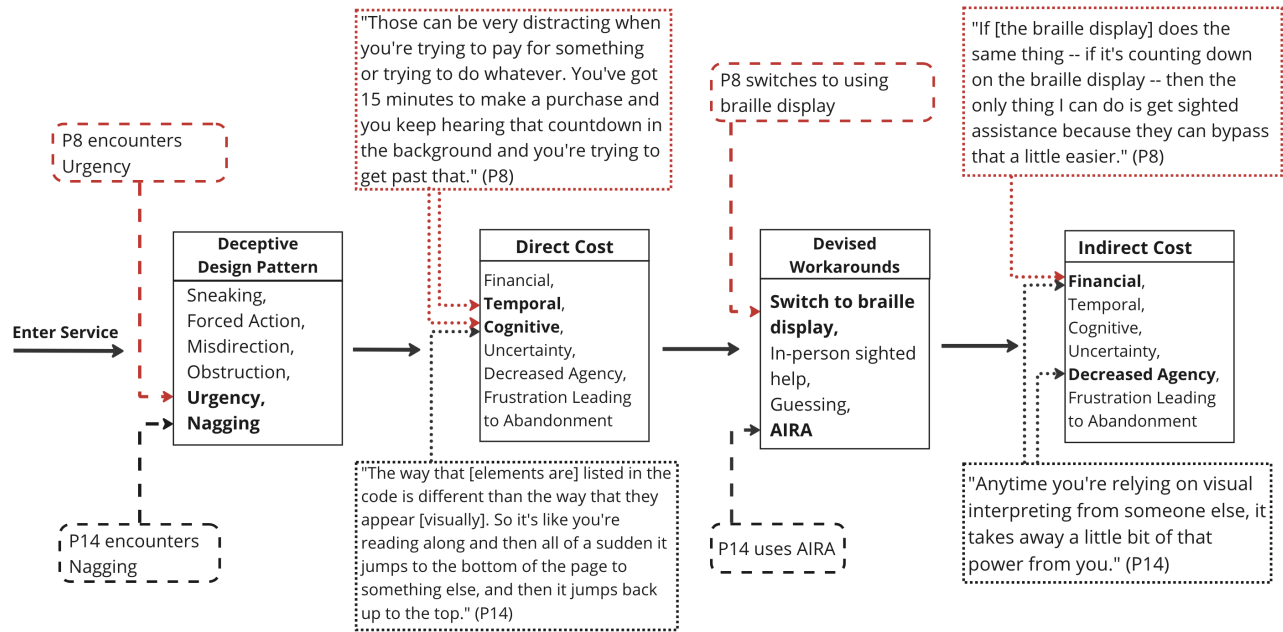 "Those can be very distracting when
you're trying to pay for something
or trying to do whatever. You've got
15 minutes to make a purchase and
you keep hearing that countdown in
the background and you're trying to
get past that." (P8)
"If [the braille display] does the
same thing -- if it's counting down
on the braille display -- then the
only thing I can do is get sighted
assistance because they can bypass
that a little easier." (P8)
P8 switches to using
braille display
P8 encounters
Urgency
Enter Service
Deceptive
Design Pattern
Sneaking,
Forced Action,
Misdirection,
Obstruction,
Urgency,
Nagging
Direct Cost
Financial,
Temporal,
Cognitive,
Uncertainty,
Decreased Agency,
Frustration Leading
to Abandonment
Devised
Workarounds
Switch to braille
display,
In-person sighted
help,
Guessing,
AIRA
Indirect Cost
Financial,
Temporal,
Cognitive,
Uncertainty,
Decreased Agency,
Frustration Leading
to Abandonment
P14 encounters
Nagging
"The way that [elements are] listed in the
code is different than the way that they
appear [visually]. So it's like you're
reading along and then all of a sudden it
jumps to the bottom of the page to
something else, and then it jumps back
up to the top." (P14)
P14 uses AIRA
"Anytime you're relying on visual
interpreting from someone else, it
takes away a little bit of that
power from you." (P14)